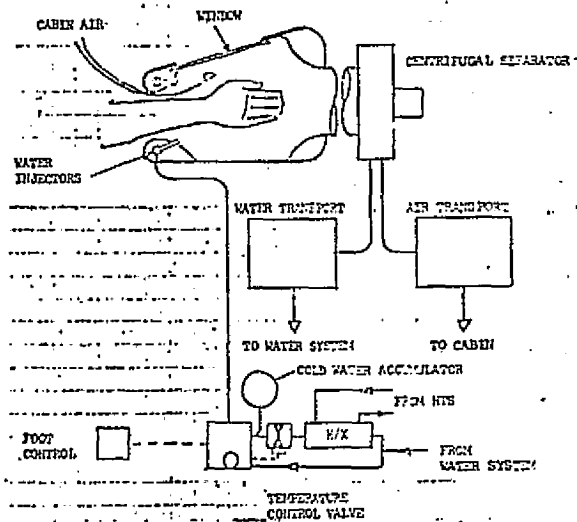 CABIN AIR
WINDOW
CENTRIFUGAL SEPARATOR
WATER
INJECTORS
WATER TRANSPORT
AIR TRANSPORT
TO WATER SYSTEM
TO CABIN
COLD WATER ACCUMULATOR
FROM HTS
H/X
FOOT
CONTROL
FROM
WATER SYSTEM
TEMPERATURE
CONTROL VALVE